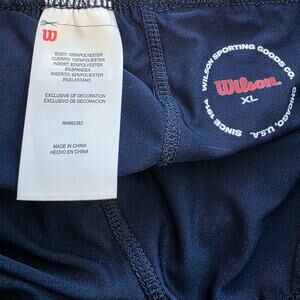 W
BODY: 100%POLYESTER
CUERPO: 100%POLIESTER
INSERT: 92%POLYESTER
8%SPANDEX
INSERTO: 92%POLIESTER
8%ELASTANO
EXCLUSIVE OF DECORATION
EXCLUSIVO DE DECORACION
RN#62382
MADE IN CHINA
HECHO EN CHINA
WILSON SPORTING GOODS CO.
CHICAGO, U.S.A.
SINCE 1914
Wilson
XL